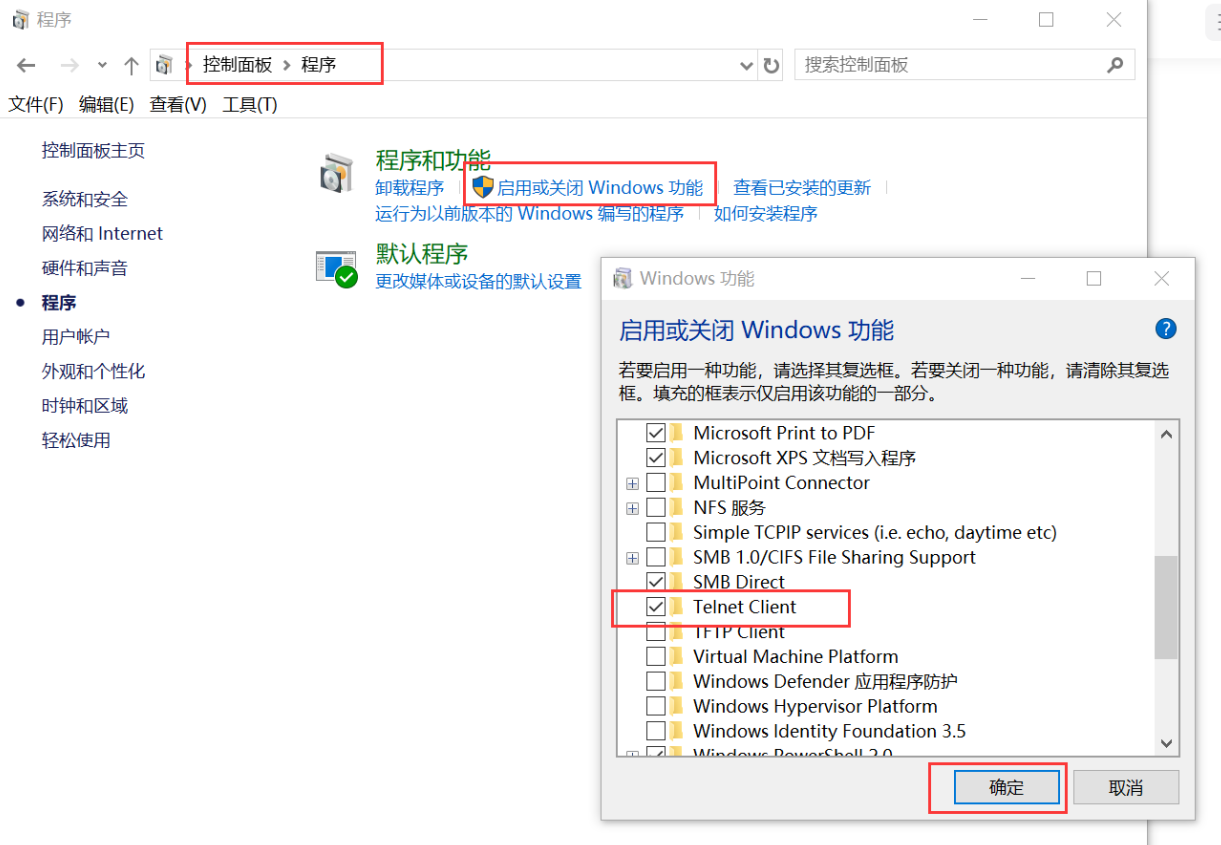 程序
控制面板 › 程序
搜索控制面板
文件(F) 编辑(E) 查看(V) 工具(T)
控制面板主页
系统和安全
网络和 Internet
硬件和声音
程序
用户帐户
外观和个性化
时钟和区域
轻松使用
程序和功能
卸载程序 启用或关闭 Windows 功能 查看已安装的更新
运行为以前版本的 Windows 编写的程序 如何安装程序
默认程序
更改媒体或设备的默认设置
Windows 功能
启用或关闭 Windows 功能
若要启用一种功能，请选择其复选框。若要关闭一种功能，请清除其复选
框。填充的框表示仅启用该功能的一部分。
Microsoft Print to PDF
Microsoft XPS 文档写入程序
MultiPoint Connector
NFS 服务
Simple TCPIP services (i.e. echo, daytime etc)
SMB 1.0/CIFS File Sharing Support
SMB Direct
Telnet Client
TFTP Client
Virtual Machine Platform
Windows Defender 应用程序防护
Windows Hypervisor Platform
Windows Identity Foundation 3.5
Windows PowerShell 2.0
确定 取消